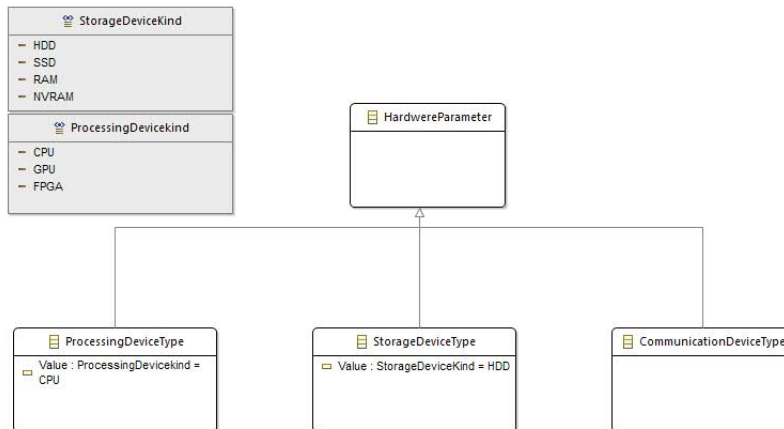 StorageDeviceKind
HDD
SSD
RAM
NVRAM
ProcessingDevicekind
CPU
GPU
FPGA
HardwereParameter
ProcessingDeviceType
Value : ProcessingDevicekind =
CPU
StorageDeviceType
Value : StorageDeviceKind = HDD
CommunicationDeviceType